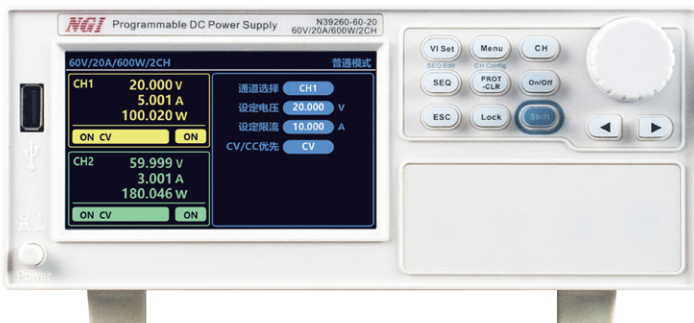 NGI Programmable DC Power Supply N39260-60-20
60V/20A/600W/2CH
60V/20A/600W/2CH 普通模式
CH1 20.000 V
5.001 A
100.020 W
ON CV ON
CH2 59.999 V
3.001 A
180.046 W
ON CV ON
通道选择 CH1
设定电压 20.000 V
设定限流 10.000 A
CV/CC优先 CV
VI Set Menu CH
SEQ Edit CH Config
SEQ PROT -CLR On/Off
ESC Lock Shift
Power